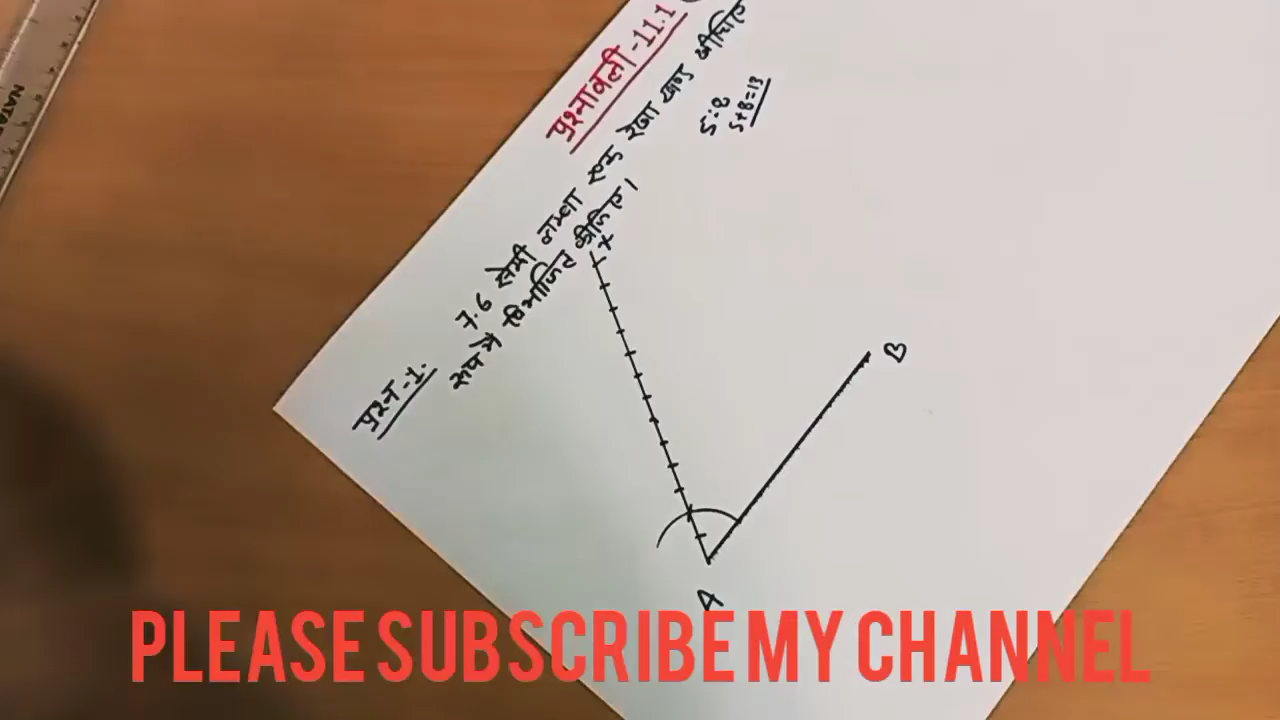 प्रश्नावली -11.1
प्रश्न -1.
7.6 सेमी लम्बा एक रेखा खण्ड खींचिए
रूप में विभाजित कीजिए।
5:8
5+8=13
X
B
A
NATA
PLEASE SUBSCRIBE MY CHANNEL